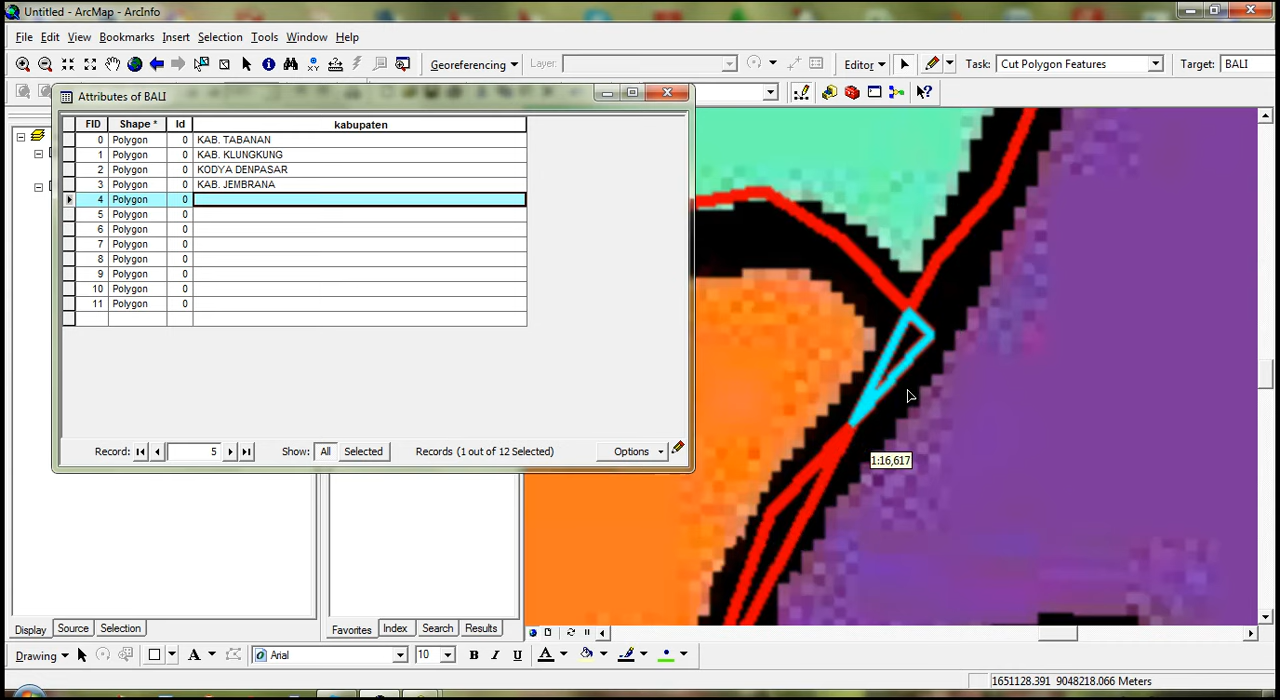 Untitled - ArcMap - ArcInfo
File Edit View Bookmarks Insert Selection Tools Window Help
Georeferencing Layer: Editor Task: Cut Polygon Features Target: BALI
Attributes of BALI
FID Shape * Id kabupaten
0 Polygon 0 KAB. TABANAN
1 Polygon 0 KAB. KLUNGKUNG
2 Polygon 0 KODYA DENPASAR
3 Polygon 0 KAB. JEMBRANA
4 Polygon 0
5 Polygon 0
6 Polygon 0
7 Polygon 0
8 Polygon 0
9 Polygon 0
10 Polygon 0
11 Polygon 0
Record: 5 Show: All Selected Records (1 out of 12 Selected) Options
1:16,617
Display Source Selection Favorites Index Search Results
Drawing A Arial 10 B I U A
1651128.391 9048218.066 Meters